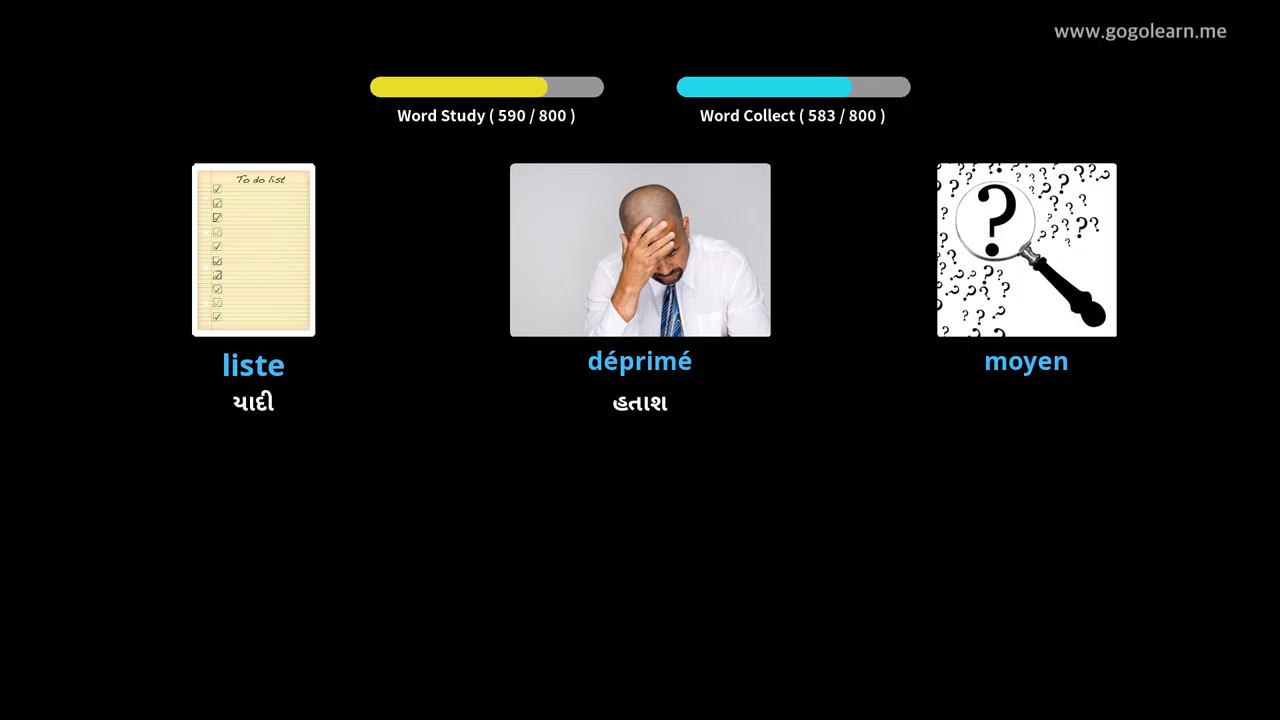 www.gogolearn.me
Word Study ( 590 / 800 )
Word Collect ( 583 / 800 )
To do list
liste
યાદી
déprimé
હતાશ
moyen